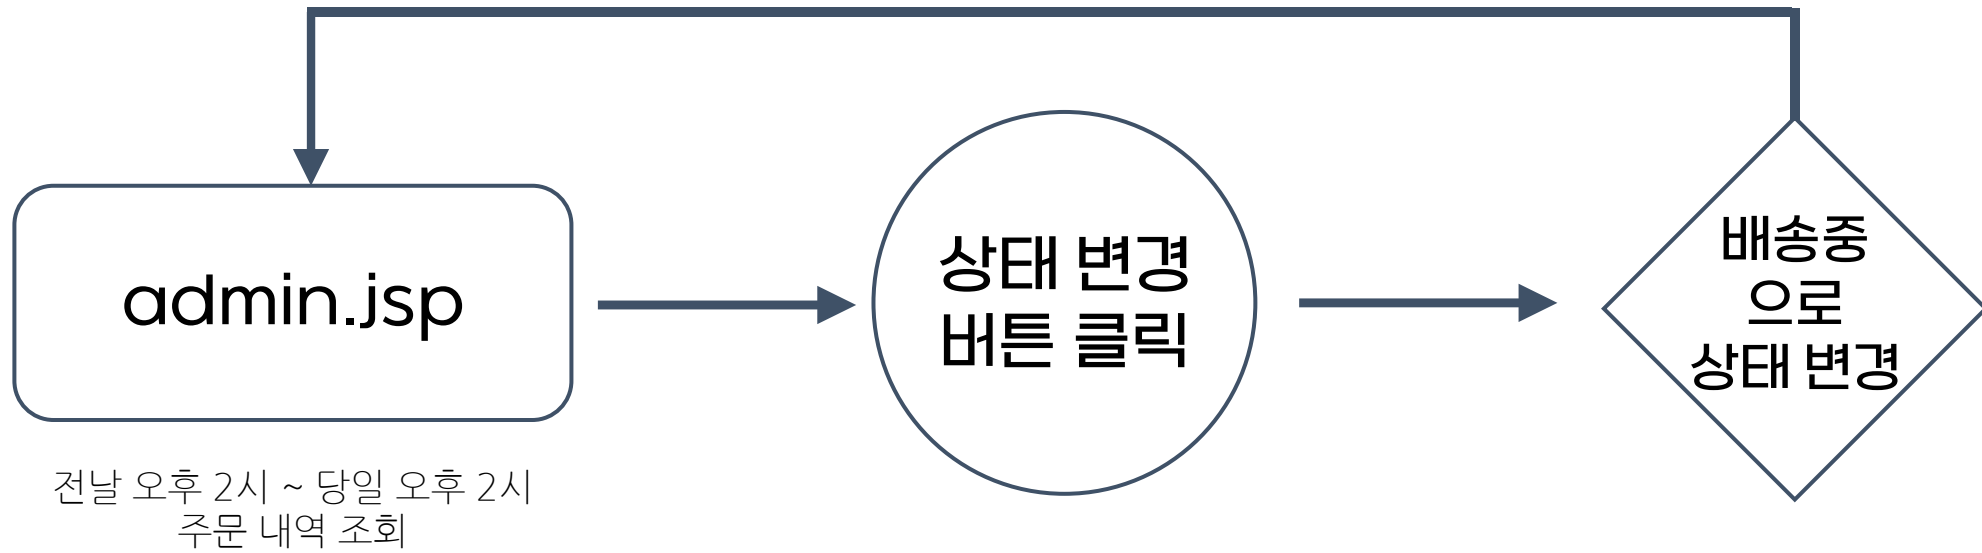 admin.jsp
상태 변경
버튼 클릭
배송중
으로
상태 변경
전날 오후 2시 ~ 당일 오후 2시
주문 내역 조회